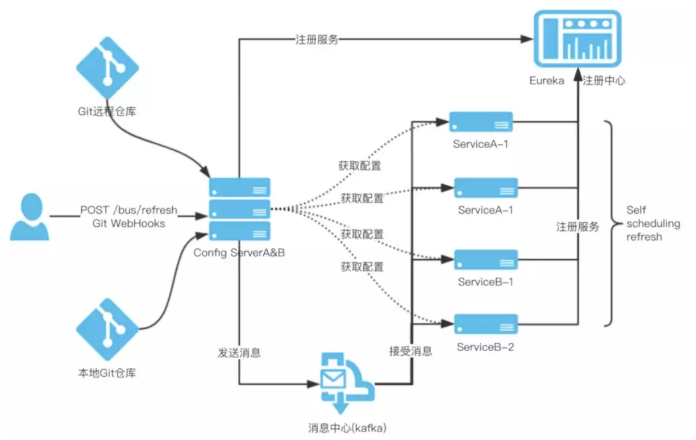 注册服务
Eureka 注册中心
Git远程仓库
ServiceA-1
获取配置
POST /bus/refresh
Git WebHooks
获取配置
ServiceA-1
Self
scheduling
refresh
注册服务
获取配置
Config ServerA&B
获取配置
ServiceB-1
发送消息
接受消息
ServiceB-2
本地Git仓库
消息中心(kafka)